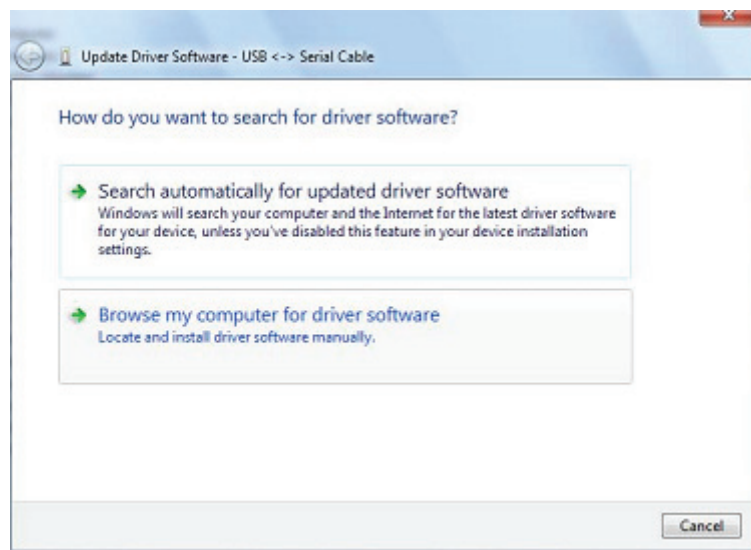 Update Driver Software - USB <-> Serial Cable
How do you want to search for driver software?
Search automatically for updated driver software
Windows will search your computer and the Internet for the latest driver software
for your device, unless you've disabled this feature in your device installation
settings.
Browse my computer for driver software
Locate and install driver software manually.
Cancel